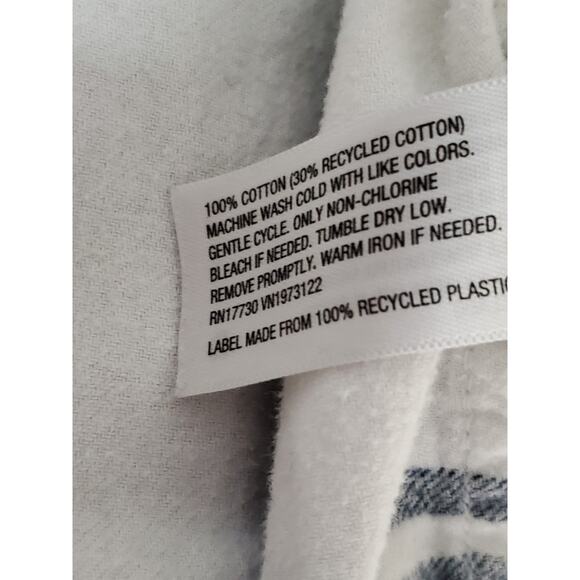 100% COTTON (30% RECYCLED COTTON)
MACHINE WASH COLD WITH LIKE COLORS.
GENTLE CYCLE. ONLY NON-CHLORINE
BLEACH IF NEEDED. TUMBLE DRY LOW.
REMOVE PROMPTLY. WARM IRON IF NEEDED.
RN17730 VN1973122
LABEL MADE FROM 100% RECYCLED PLASTIC